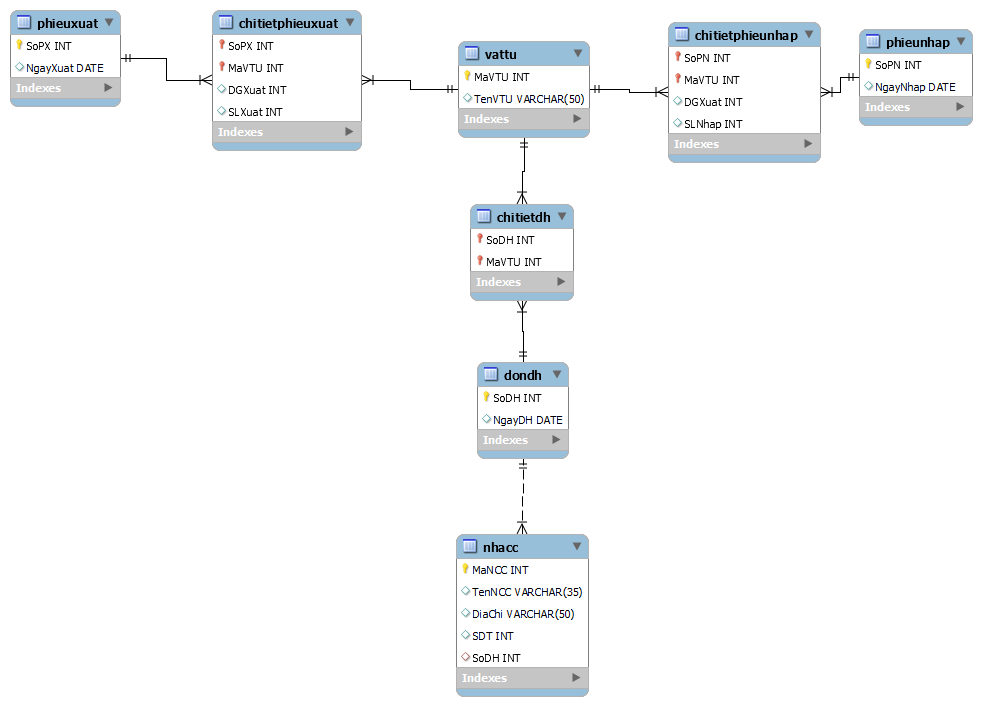 phieuxuat
SoPX INT
NgayXuat DATE
Indexes
chitietphieuxuat
SoPX INT
MaVTU INT
DGXuat INT
SLXuat INT
Indexes
vattu
MaVTU INT
TenVTU VARCHAR(50)
Indexes
chitietphieunhap
SoPN INT
MaVTU INT
DGXuat INT
SLNhap INT
Indexes
phieunhap
SoPN INT
NgayNhap DATE
Indexes
chitietdh
SoDH INT
MaVTU INT
Indexes
dondh
SoDH INT
NgayDH DATE
Indexes
nhacc
MaNCC INT
TenNCC VARCHAR(35)
DiaChi VARCHAR(50)
SDT INT
SoDH INT
Indexes